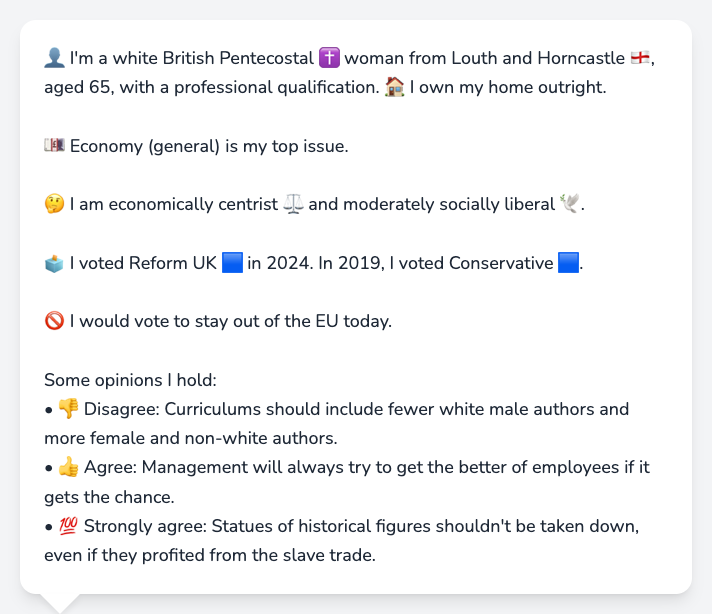 👤 I'm a white British Pentecostal ✝️ woman from Louth and Horncastle 🏴󠁧󠁢󠁥󠁮󠁧󠁿,
aged 65, with a professional qualification. 🏠 I own my home outright.
💷 Economy (general) is my top issue.
🤔 I am economically centrist ⚖️ and moderately socially liberal 🕊️.
🗳️ I voted Reform UK 🟦 in 2024. In 2019, I voted Conservative 🟦.
🚫 I would vote to stay out of the EU today.
Some opinions I hold:
• 👎 Disagree: Curriculums should include fewer white male authors and
more female and non-white authors.
• 👍 Agree: Management will always try to get the better of employees if it
gets the chance.
• 💯 Strongly agree: Statues of historical figures shouldn't be taken down,
even if they profited from the slave trade.